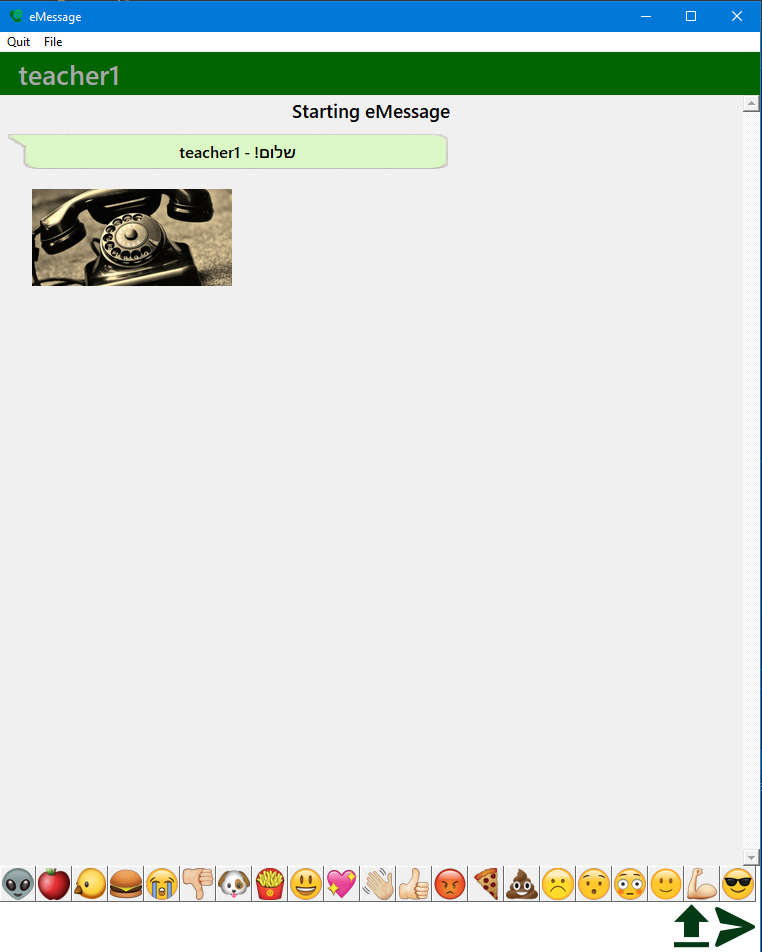 eMessage
Quit File
teacher1
Starting eMessage
teacher1 - !שלום